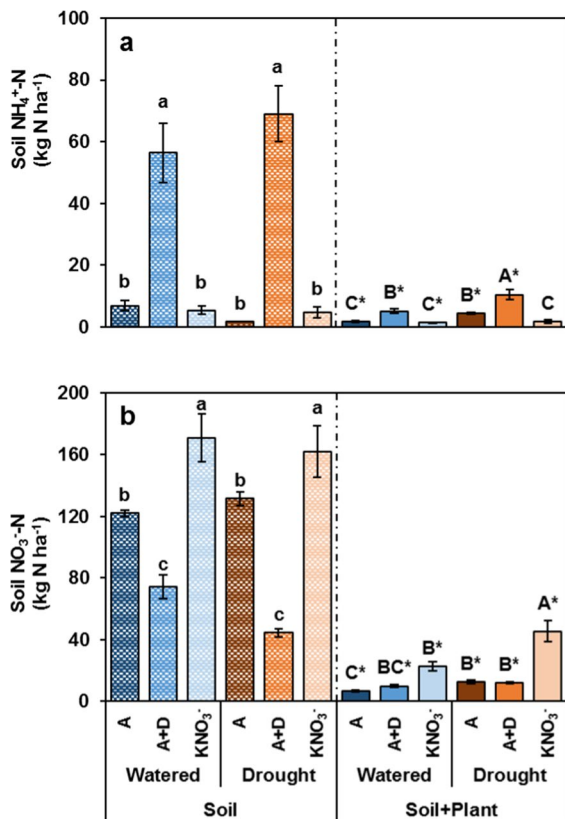 a
Soil NH₄⁺-N
(kg N ha⁻¹)
100
80
60
40
20
0
b a b b a b C* B* C* B* A* C
b
Soil NO₃⁻-N
(kg N ha⁻¹)
200
160
120
80
40
0
b c a b c a C* BC* B* B* B* A*
A A+D KNO₃⁻ A A+D KNO₃⁻ A A+D KNO₃⁻ A A+D KNO₃⁻
Watered Drought Watered Drought
Soil Soil+Plant